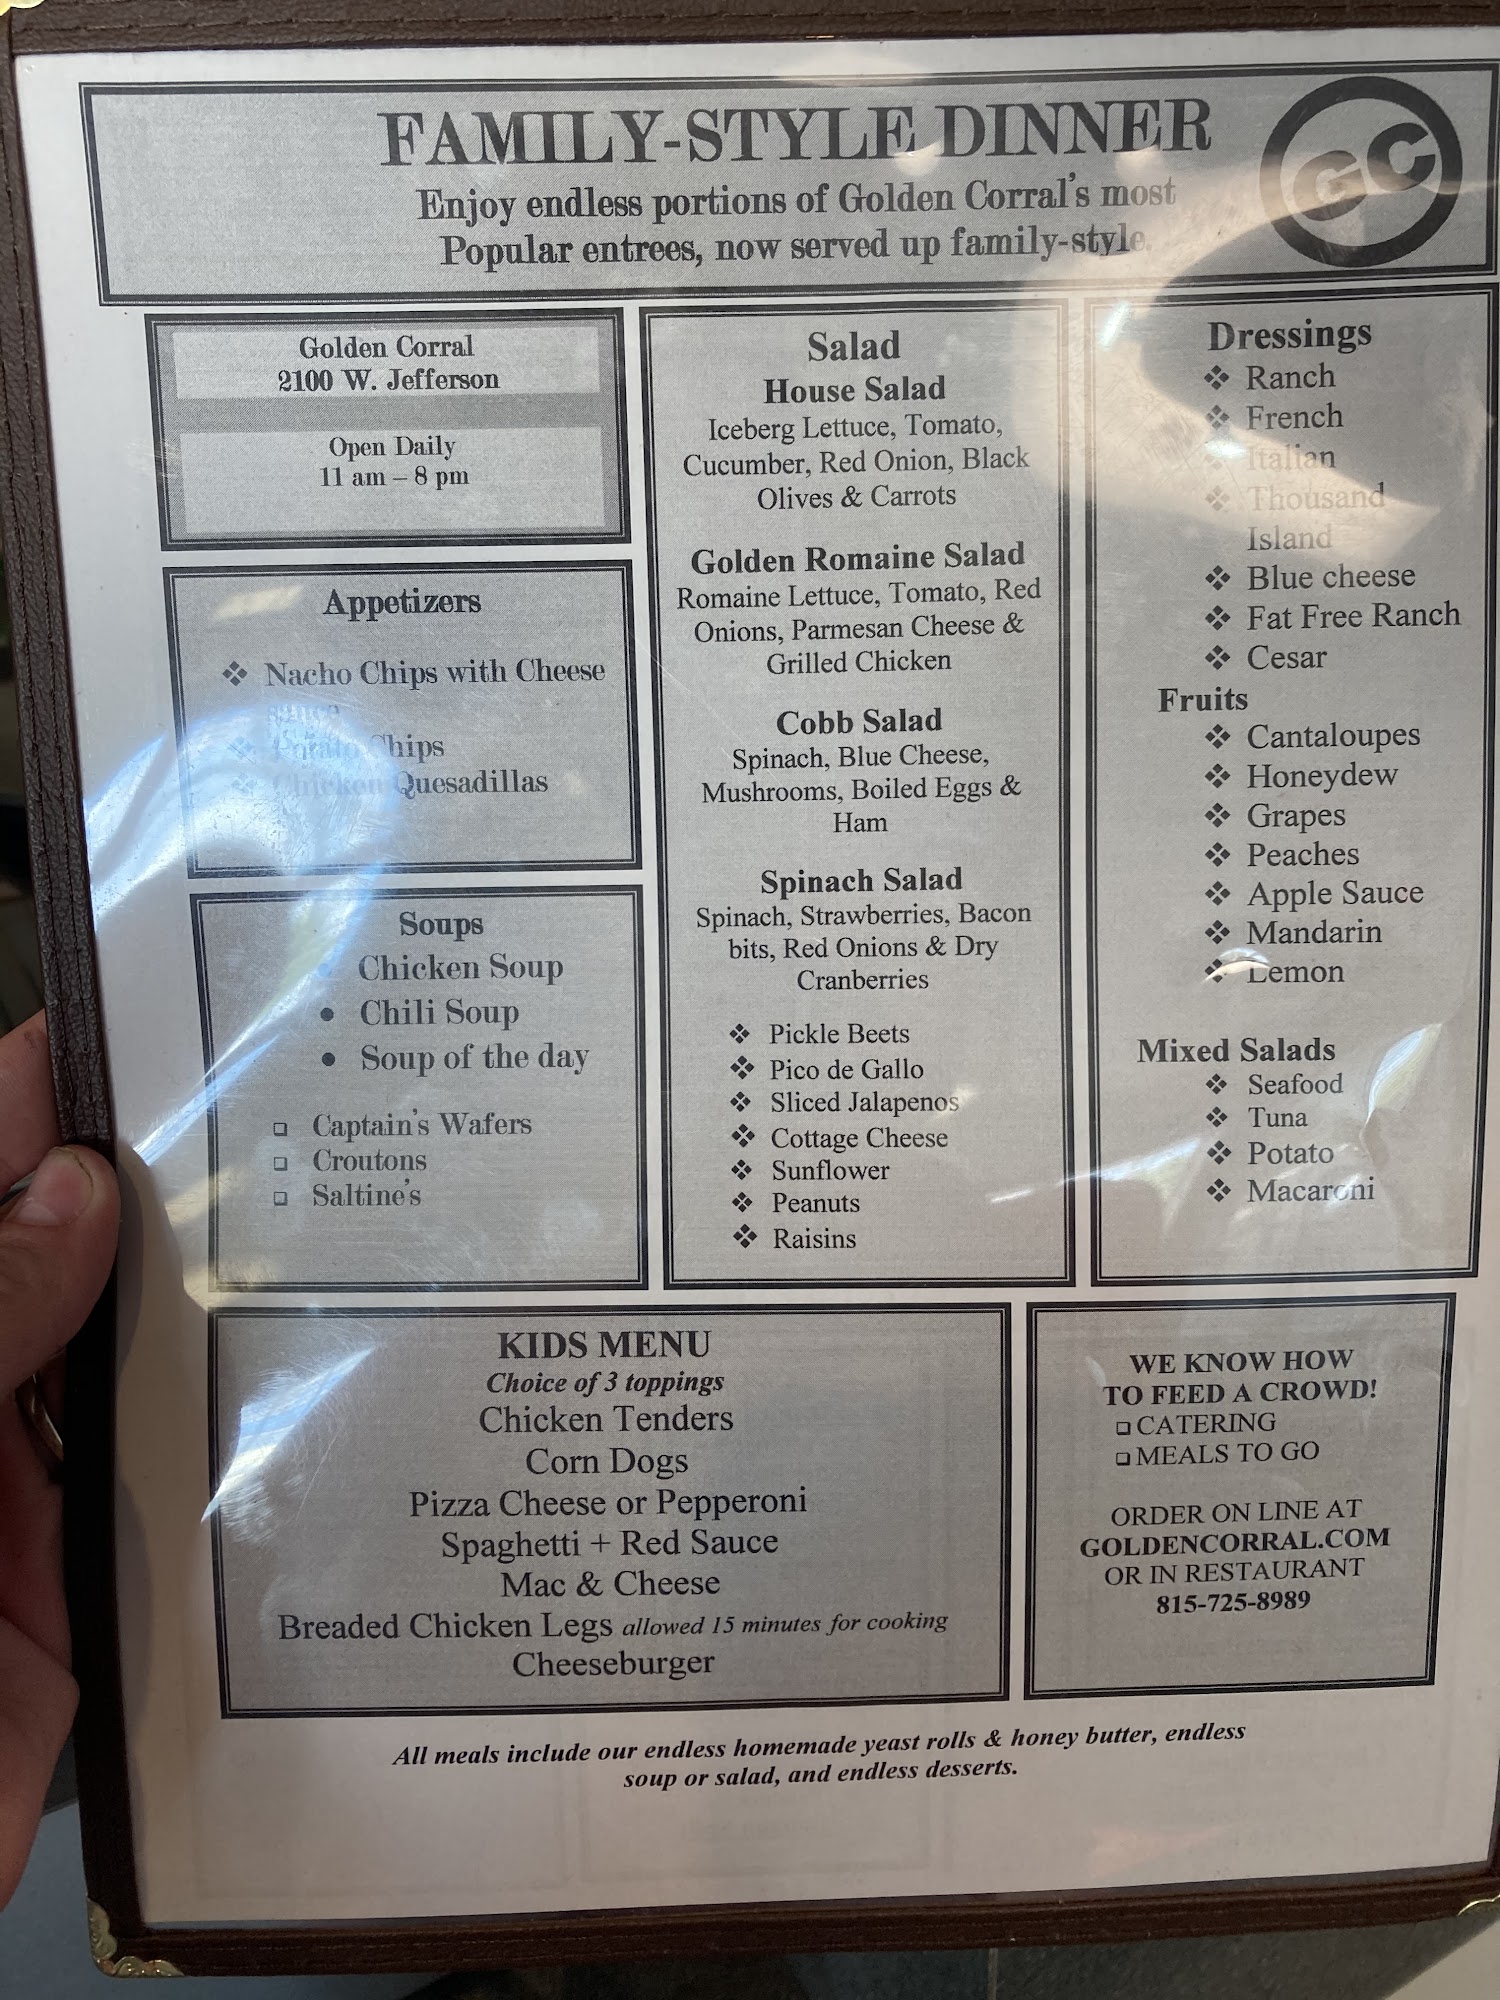 FAMILY-STYLE DINNER
Enjoy endless portions of Golden Corral's most
Popular entrees, now served up family-style.
GC
Golden Corral
2100 W. Jefferson
Open Daily
11 am – 8 pm
Appetizers
❖ Nacho Chips with Cheese
sauce
❖ Potato Chips
❖ Chicken Quesadillas
Soups
• Chicken Soup
• Chili Soup
• Soup of the day
❑ Captain's Wafers
❑ Croutons
❑ Saltine's
Salad
House Salad
Iceberg Lettuce, Tomato,
Cucumber, Red Onion, Black
Olives & Carrots
Golden Romaine Salad
Romaine Lettuce, Tomato, Red
Onions, Parmesan Cheese &
Grilled Chicken
Cobb Salad
Spinach, Blue Cheese,
Mushrooms, Boiled Eggs &
Ham
Spinach Salad
Spinach, Strawberries, Bacon
bits, Red Onions & Dry
Cranberries
❖ Pickle Beets
❖ Pico de Gallo
❖ Sliced Jalapenos
❖ Cottage Cheese
❖ Sunflower
❖ Peanuts
❖ Raisins
Dressings
❖ Ranch
❖ French
❖ Italian
❖ Thousand
Island
❖ Blue cheese
❖ Fat Free Ranch
❖ Cesar
Fruits
❖ Cantaloupes
❖ Honeydew
❖ Grapes
❖ Peaches
❖ Apple Sauce
❖ Mandarin
❖ Lemon
Mixed Salads
❖ Seafood
❖ Tuna
❖ Potato
❖ Macaroni
KIDS MENU
Choice of 3 toppings
Chicken Tenders
Corn Dogs
Pizza Cheese or Pepperoni
Spaghetti + Red Sauce
Mac & Cheese
Breaded Chicken Legs allowed 15 minutes for cooking
Cheeseburger
WE KNOW HOW
TO FEED A CROWD!
❑ CATERING
❑ MEALS TO GO
ORDER ON LINE AT
GOLDENCORRAL.COM
OR IN RESTAURANT
815-725-8989
All meals include our endless homemade yeast rolls & honey butter, endless
soup or salad, and endless desserts.